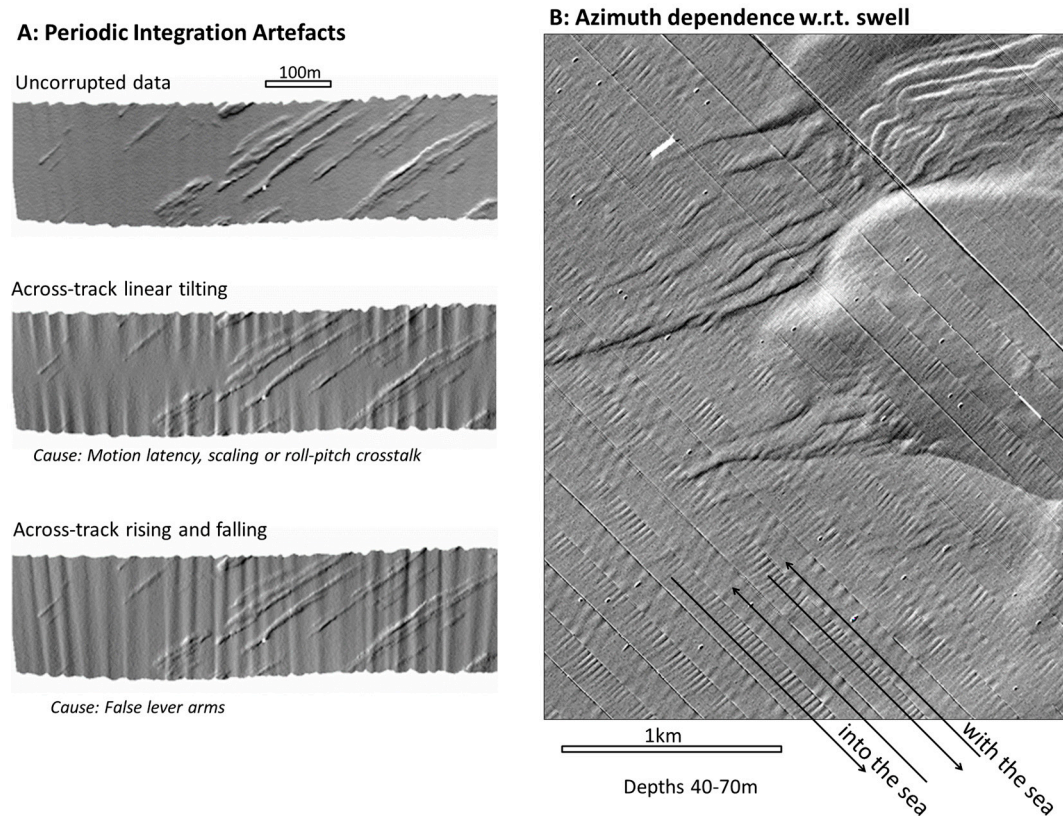 A: Periodic Integration Artefacts
Uncorrupted data
100m
Across-track linear tilting
Cause: Motion latency, scaling or roll-pitch crosstalk
Across-track rising and falling
Cause: False lever arms
B: Azimuth dependence w.r.t. swell
into the sea
with the sea
1km
Depths 40-70m